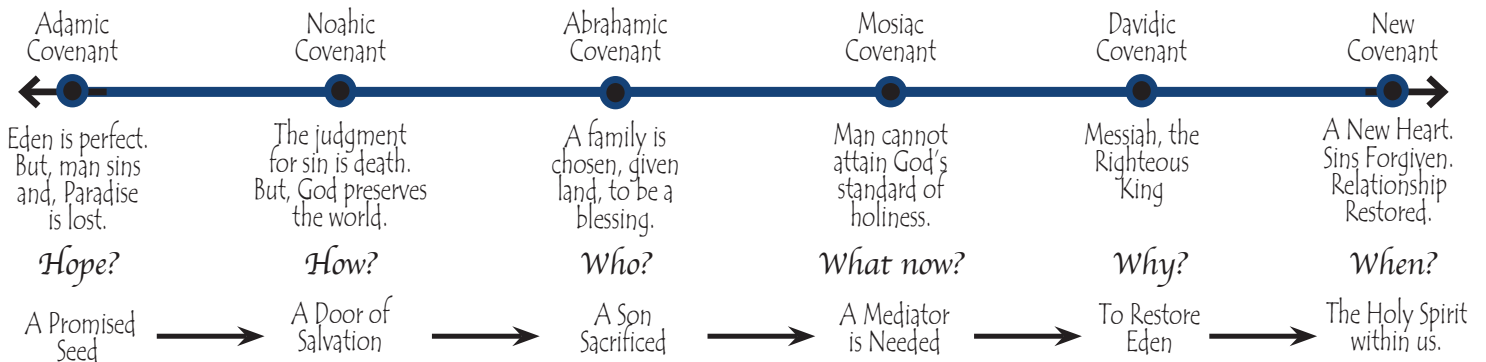 Adamic
Covenant
Noahic
Covenant
Abrahamic
Covenant
Mosiac
Covenant
Davidic
Covenant
New
Covenant
Eden is perfect.
But, man sins
and, Paradise
is lost.
The judgment
for sin is death.
But, God preserves
the world.
A family is
chosen, given
land, to be a
blessing.
Man cannot
attain God's
standard of
holiness.
Messiah, the
Righteous
King
A New Heart.
Sins Forgiven.
Relationship
Restored.
Hope?
How?
Who?
What now?
Why?
When?
A Promised
Seed
A Door of
Salvation
A Son
Sacrificed
A Mediator
is Needed
To Restore
Eden
The Holy Spirit
within us.